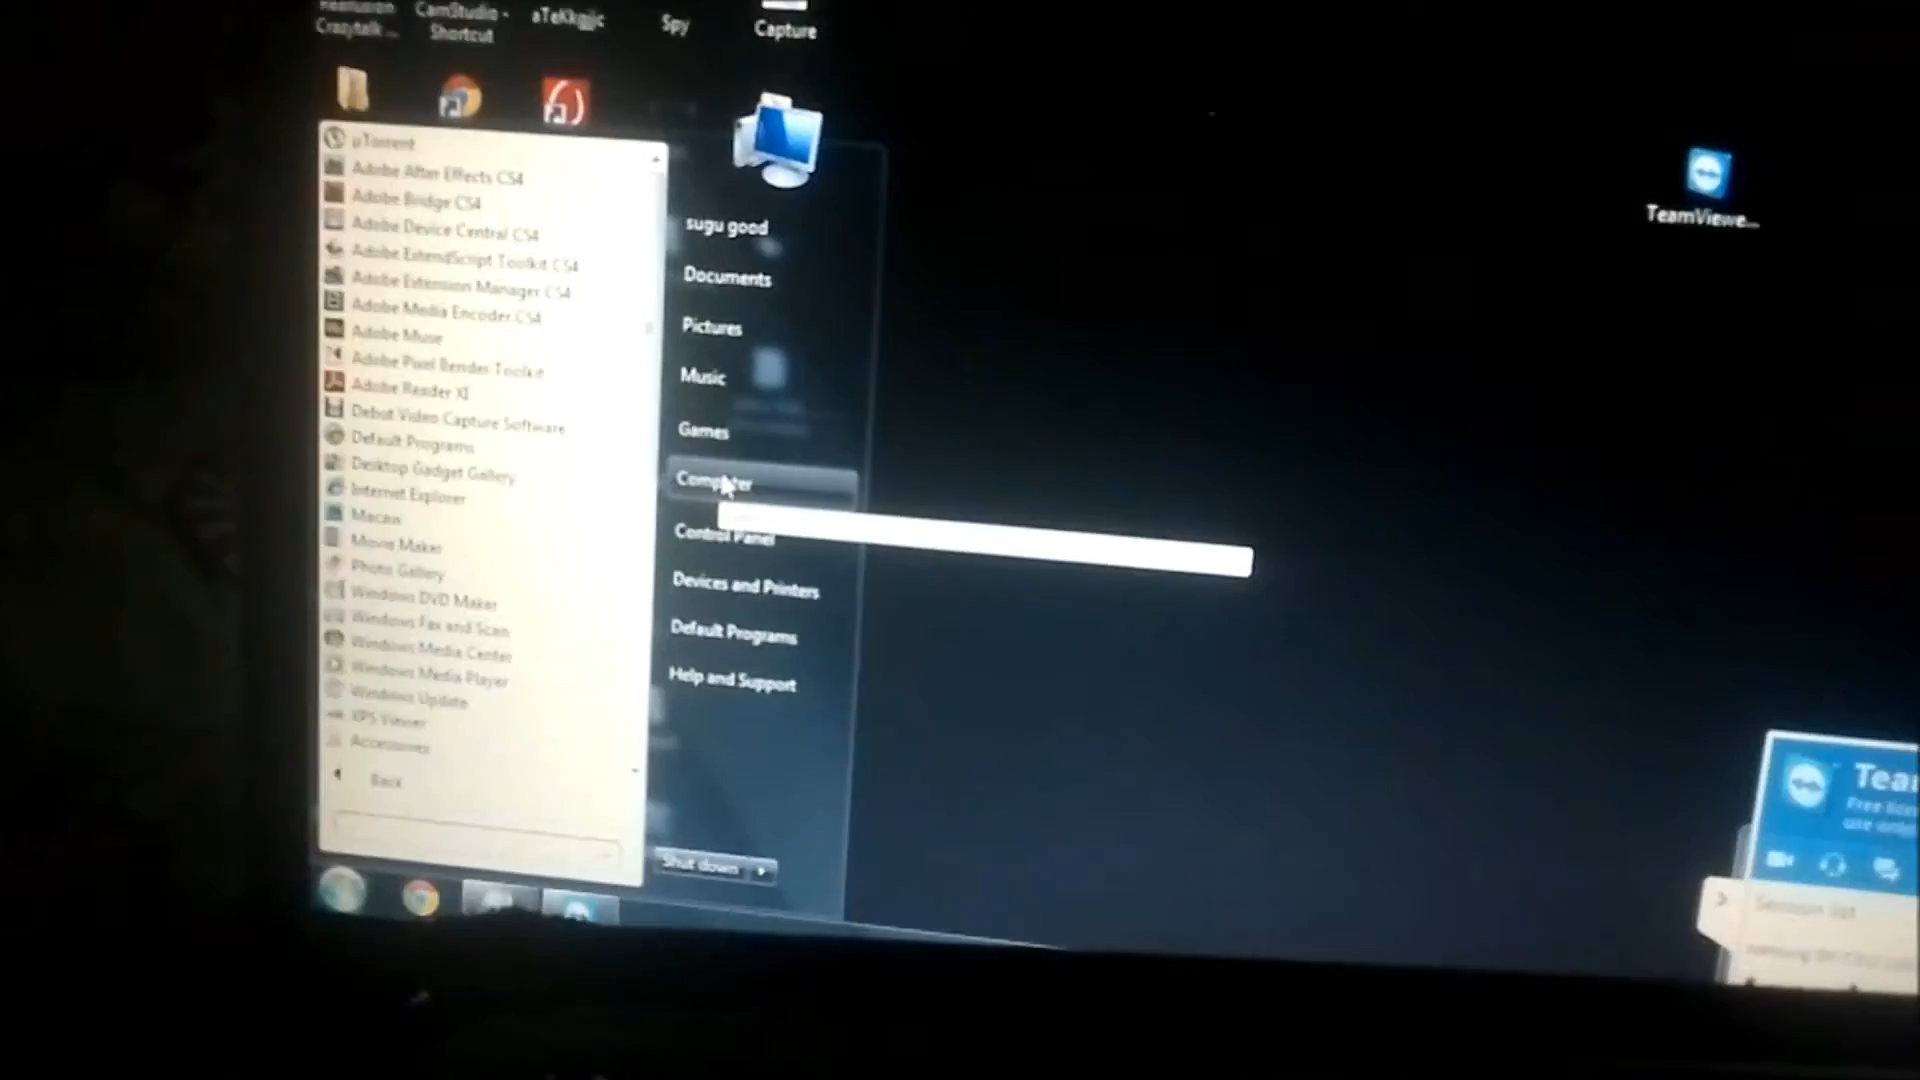 Crazytalk...
CamStudio -
Shortcut
Spy
Capture
TeamViewe...
uTorrent
Adobe After Effects CS4
Adobe Bridge CS4
Adobe Device Central CS4
Adobe ExtendScript Toolkit CS4
Adobe Extension Manager CS4
Adobe Media Encoder CS4
Adobe Muse
Adobe Pixel Bender Toolkit
Adobe Reader XI
Debut Video Capture Software
Default Programs
Desktop Gadget Gallery
Internet Explorer
Macaw
Movie Maker
Photo Gallery
Windows DVD Maker
Windows Fax and Scan
Windows Media Center
Windows Media Player
Windows Update
XPS Viewer
Accessories
Back
sugu good
Documents
Pictures
Music
Games
Computer
Control Panel
Devices and Printers
Default Programs
Help and Support
Shut down
Tea
Free
use only
Session list